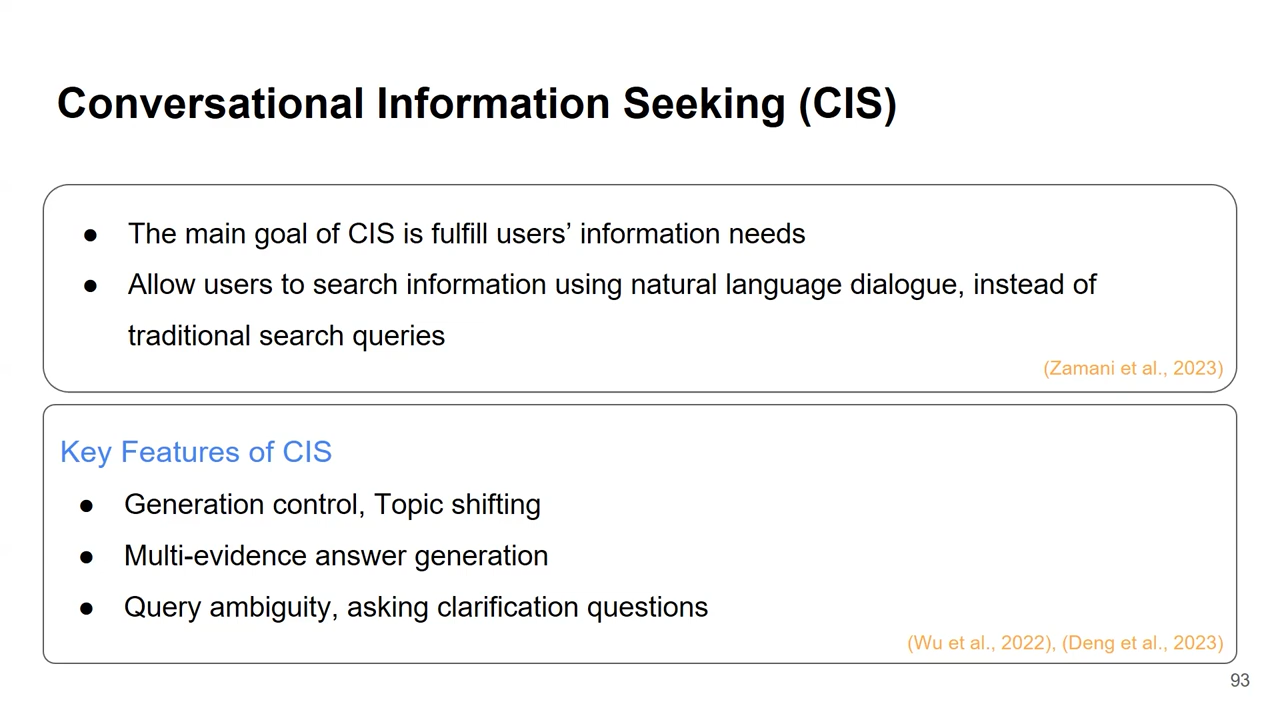 Conversational Information Seeking (CIS)
● The main goal of CIS is fulfill users’ information needs
● Allow users to search information using natural language dialogue, instead of
traditional search queries
(Zamani et al., 2023)
Key Features of CIS
● Generation control, Topic shifting
● Multi-evidence answer generation
● Query ambiguity, asking clarification questions
(Wu et al., 2022), (Deng et al., 2023)
93